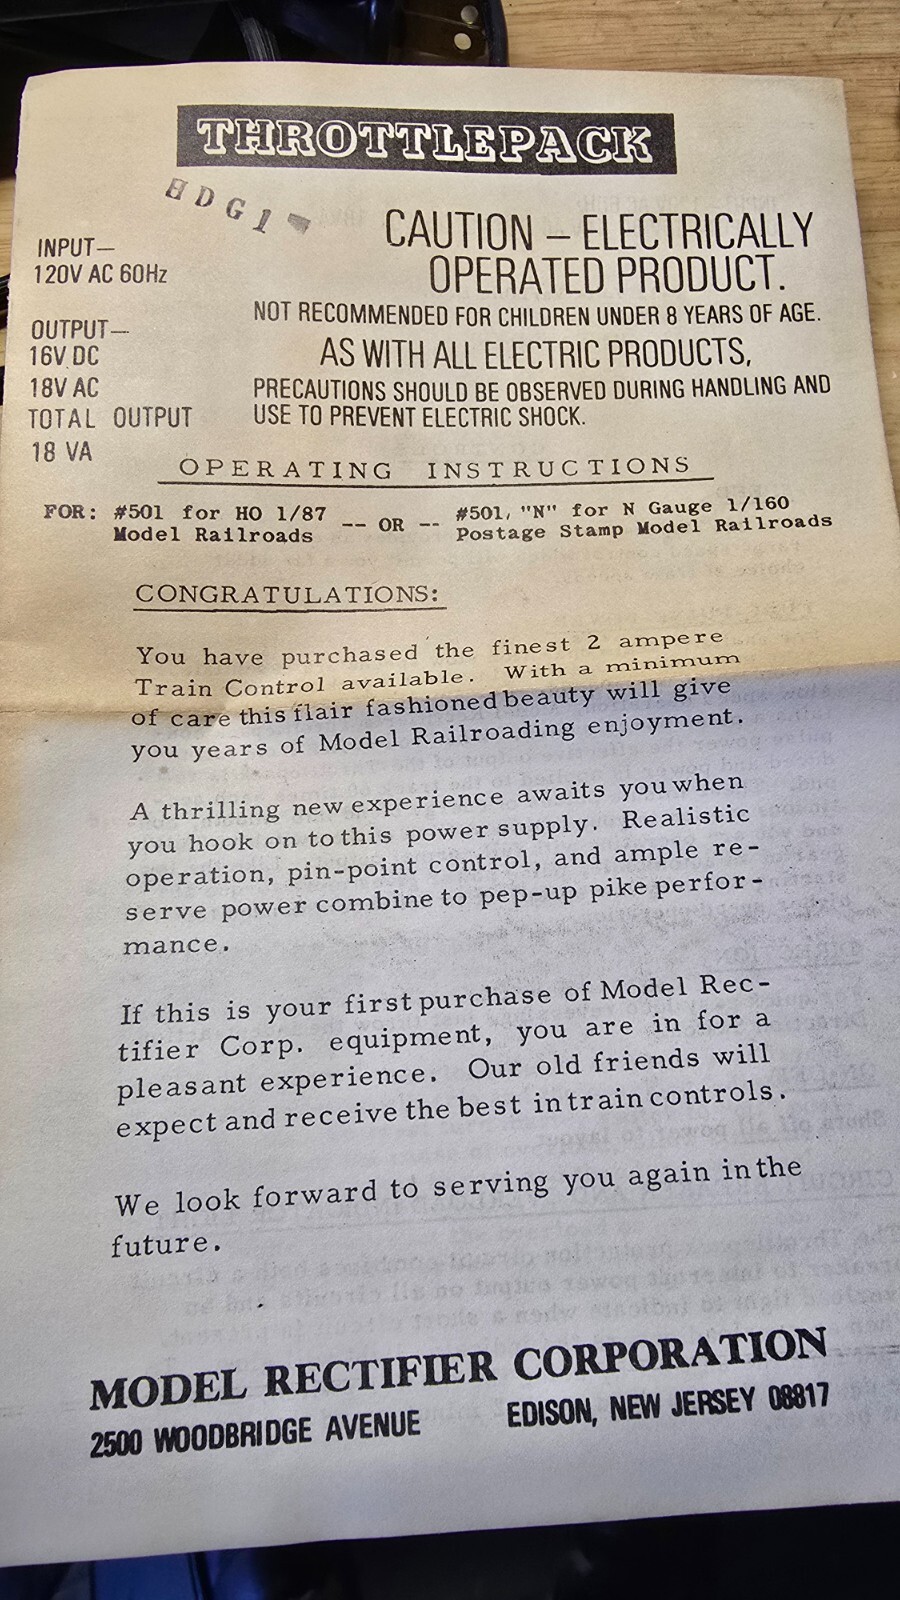 THROTTLEPACK
HDG1
INPUT—
120V AC 60Hz
OUTPUT—
16V DC
18V AC
TOTAL OUTPUT
18 VA
CAUTION – ELECTRICALLY
OPERATED PRODUCT.
NOT RECOMMENDED FOR CHILDREN UNDER 8 YEARS OF AGE.
AS WITH ALL ELECTRIC PRODUCTS,
PRECAUTIONS SHOULD BE OBSERVED DURING HANDLING AND
USE TO PREVENT ELECTRIC SHOCK.
OPERATING INSTRUCTIONS
FOR: #501 for HO 1/87 -- OR -- #501, "N" for N Gauge 1/160
Model Railroads Postage Stamp Model Railroads
CONGRATULATIONS:
You have purchased the finest 2 ampere
Train Control available. With a minimum
of care this flair fashioned beauty will give
you years of Model Railroading enjoyment.
A thrilling new experience awaits you when
you hook on to this power supply. Realistic
operation, pin-point control, and ample re-
serve power combine to pep-up pike perfor-
mance.
If this is your first purchase of Model Rec-
tifier Corp. equipment, you are in for a
pleasant experience. Our old friends will
expect and receive the best in train controls.
We look forward to serving you again in the
future.
MODEL RECTIFIER CORPORATION
2500 WOODBRIDGE AVENUE EDISON, NEW JERSEY 08817